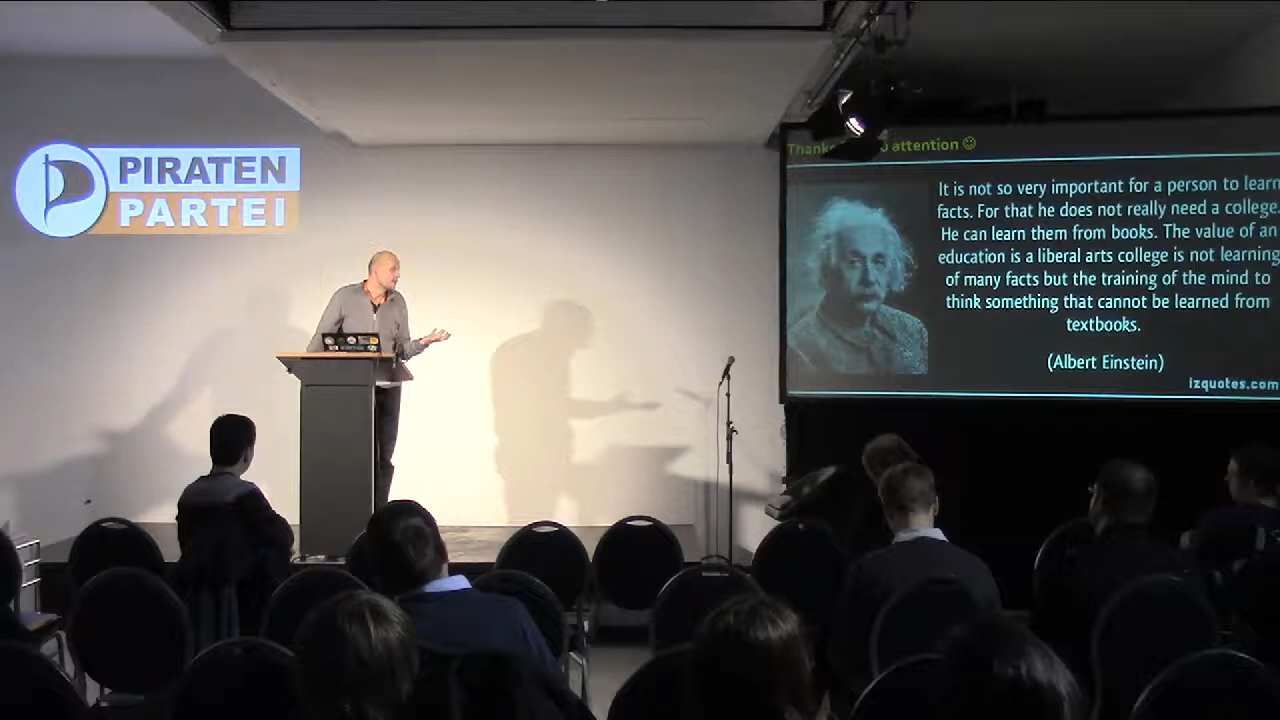 PIRATEN
PARTEI
Thanks attention ☺
It is not so very important for a person to learn
facts. For that he does not really need a college.
He can learn them from books. The value of an
education is a liberal arts college is not learning
of many facts but the training of the mind to
think something that cannot be learned from
textbooks.
(Albert Einstein)
izquotes.com